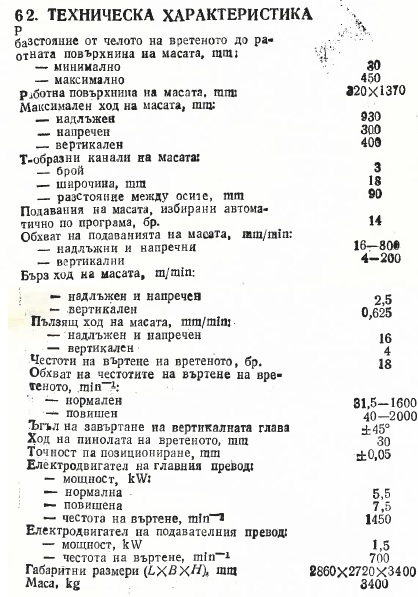 62. ТЕХНИЧЕСКА ХАРАКТЕРИСТИКА
Р
базстояние от челото на вретеното до ра-
отната повърхнина на масата, mm:
— минимално 30
— максимално 450
Работна повърхнина на масата, mm: 320×1370
Максимален ход на масата, mm:
— надлъжен 930
— напречен 300
— вертикален 400
Т-образни канали на масата:
— брой 3
— широчина, mm 18
— разстояние между осите, mm 90
Подавания на масата, избирани автома-
тично по програма, бр. 14
Обхват на подаванията на масата, mm/min:
— надлъжни и напречни 16—800
— вертикални 4—200
Бърз ход на масата, m/min:
— надлъжен и напречен 2,5
— вертикален 0,625
Пълзящ ход на масата, mm/min:
— надлъжен и напречен 16
— вертикален 4
Честоти на въртене на вретеното, бр. 18
Обхват на честотите на въртене на вре-
теното, min⁻¹:
— нормален 31,5—1600
— повишен 40—2000
Ъгъл на завъртане на вертикалната глава ±45°
Ход на пинолата на вретеното, mm 30
Точност па позициониране, mm ±0,05
Електродвигател на главния превод:
— мощност, kW:
— нормална 5,5
— повишена 7,5
— честота на въртене, min⁻¹ 1450
Електродвигател на подавателния превод:
— мощност, kW 1,5
— честота на въртене, min⁻¹ 700
Габаритни размери (L×B×H), mm 2860×2720×3400
Маса, kg 3400